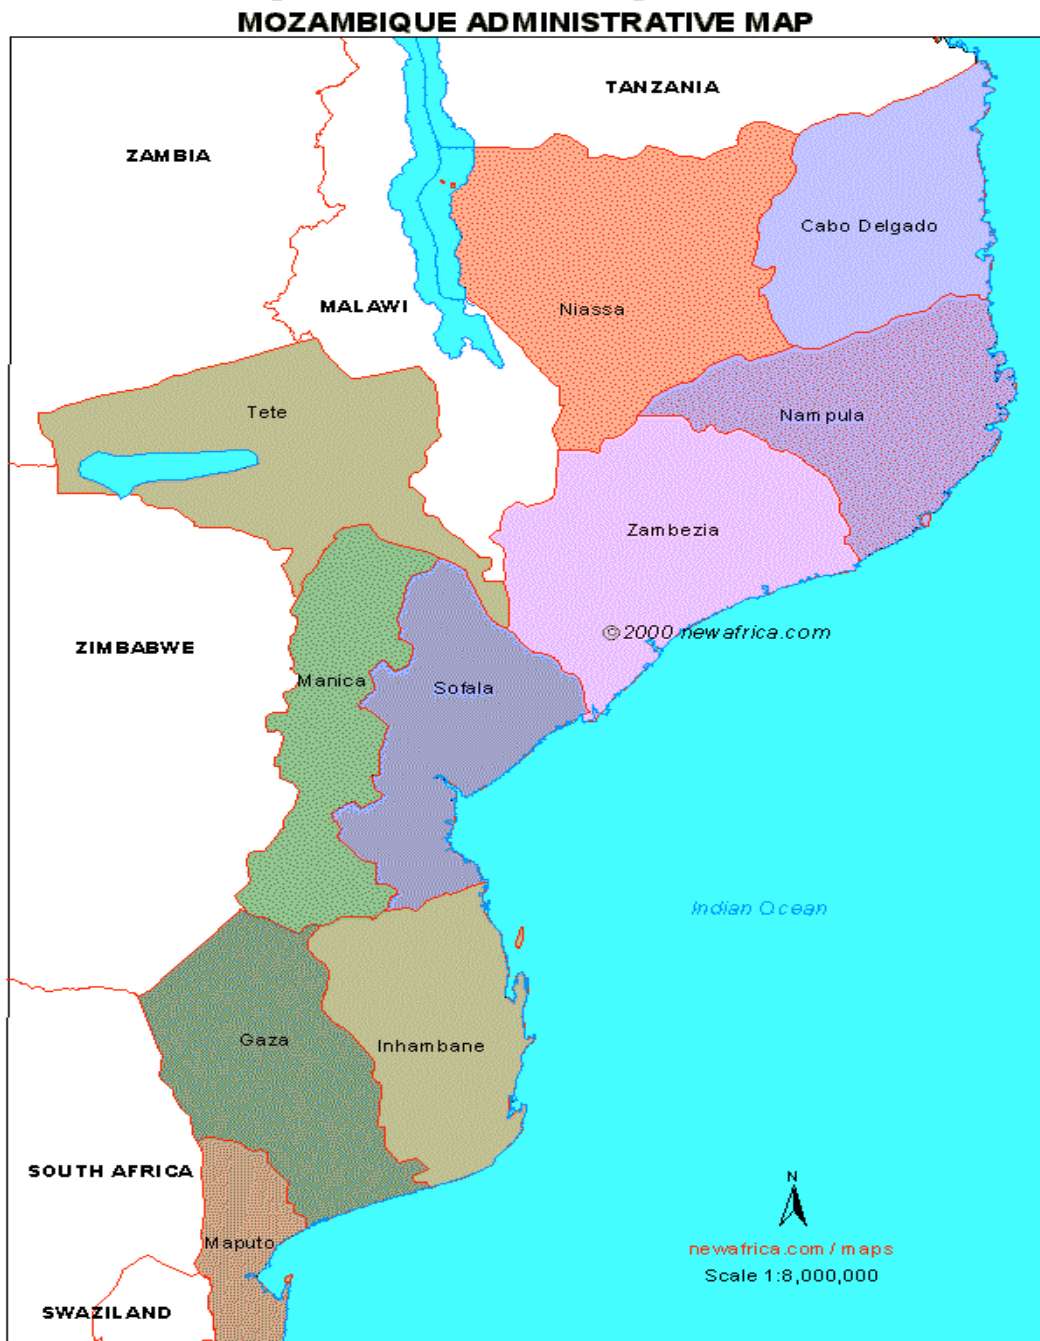 MOZAMBIQUE ADMINISTRATIVE MAP
TANZANIA
ZAMBIA
Cabo Delgado
MALAWI
Niassa
Tete
Nampula
Zambezia
©2000 newafrica.com
ZIMBABWE
Manica
Sofala
Indian Ocean
Gaza
Inhambane
SOUTH AFRICA
N
Maputo
newafrica.com / maps
Scale 1:8,000,000
SWAZILAND